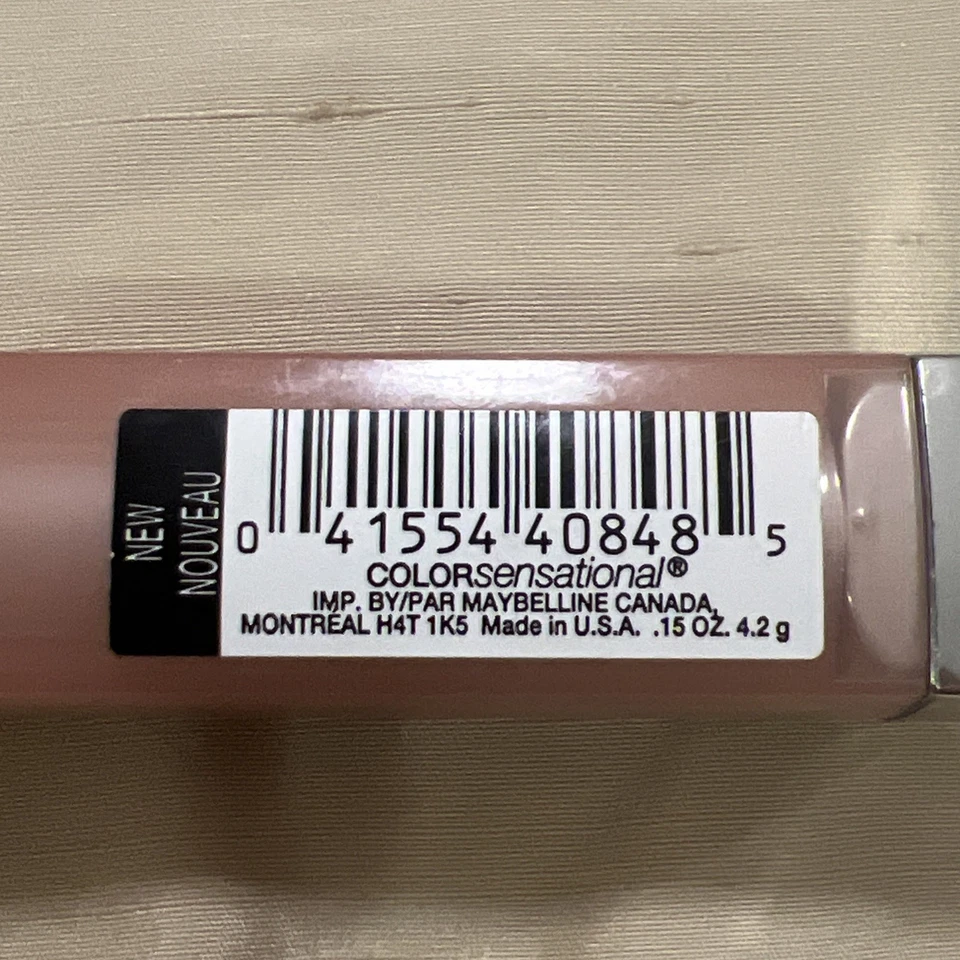 NEW
NOUVEAU
0 41554 40848 5
COLORsensational®
IMP. BY/PAR MAYBELLINE CANADA,
MONTRÉAL H4T 1K5 Made in U.S.A. .15 OZ. 4.2 g